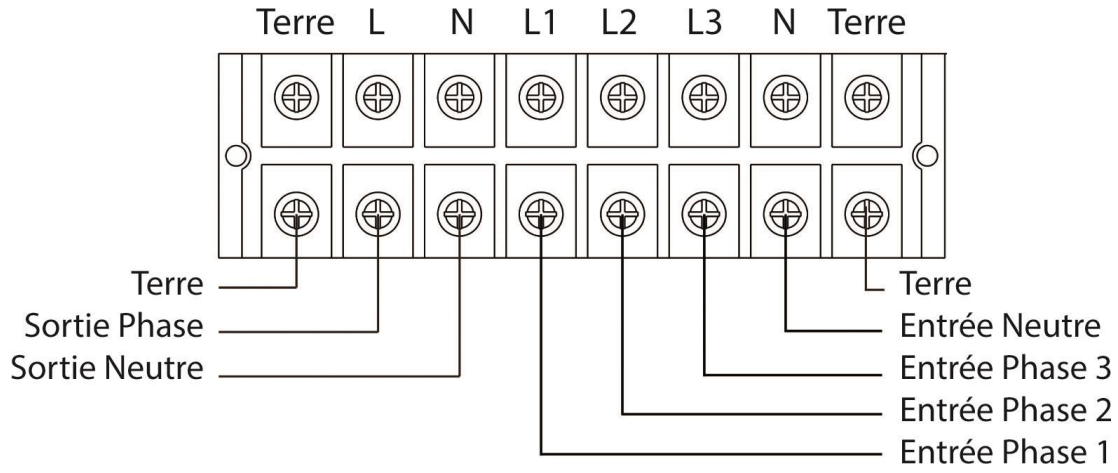 Terre L N L1 L2 L3 N Terre
Terre
Sortie Phase
Sortie Neutre
Terre
Entrée Neutre
Entrée Phase 3
Entrée Phase 2
Entrée Phase 1